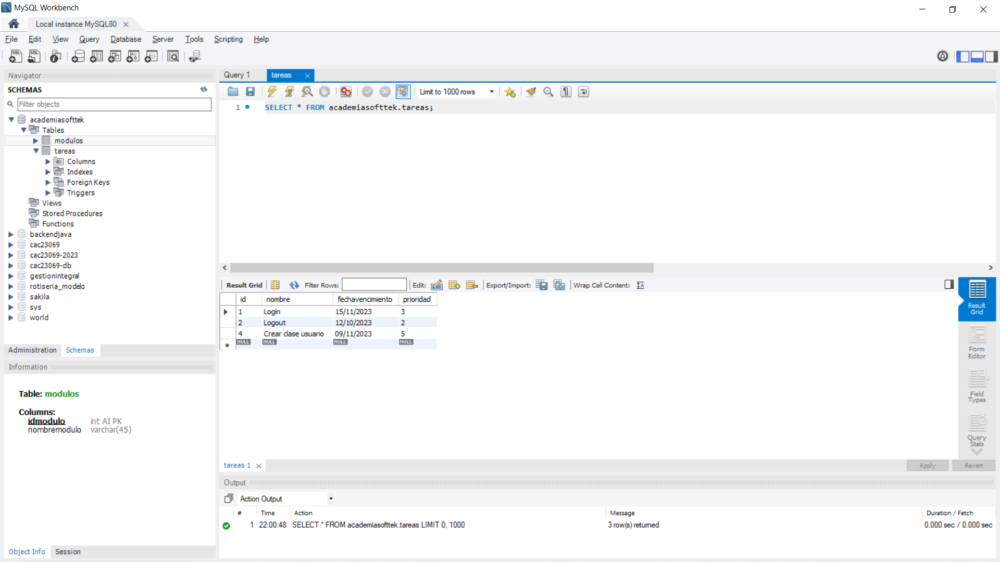 MySQL Workbench
Local instance MySQL80
File Edit View Query Database Server Tools Scripting Help
Navigator
SCHEMAS
Filter objects
academiasofttek
Tables
modulos
tareas
Columns
Indexes
Foreign Keys
Triggers
Views
Stored Procedures
Functions
backendjava
cac23069
cac23069-2023
cac23069-db
gestionintegral
rotiseria_modelo
sakila
sys
world
Administration Schemas
Information
Table: modulos
Columns:
idmodulo int AI PK
nombremodulo varchar(45)
Object Info Session
Query 1 tareas
Limit to 1000 rows
1 SELECT * FROM academiasofttek.tareas;
Result Grid Filter Rows: Edit: Export/Import: Wrap Cell Content:
id nombre fechavencimiento prioridad
1 Login 15/11/2023 3
2 Logout 12/10/2023 2
4 Crear clase usuario 09/11/2023 5
NULL NULL NULL NULL
Result
Grid
Form
Editor
Field
Types
Query
Stats
tareas 1 Apply Revert
Output
Action Output
# Time Action Message Duration / Fetch
1 22:00:48 SELECT * FROM academiasofttek.tareas LIMIT 0, 1000 3 row(s) returned 0.000 sec / 0.000 sec